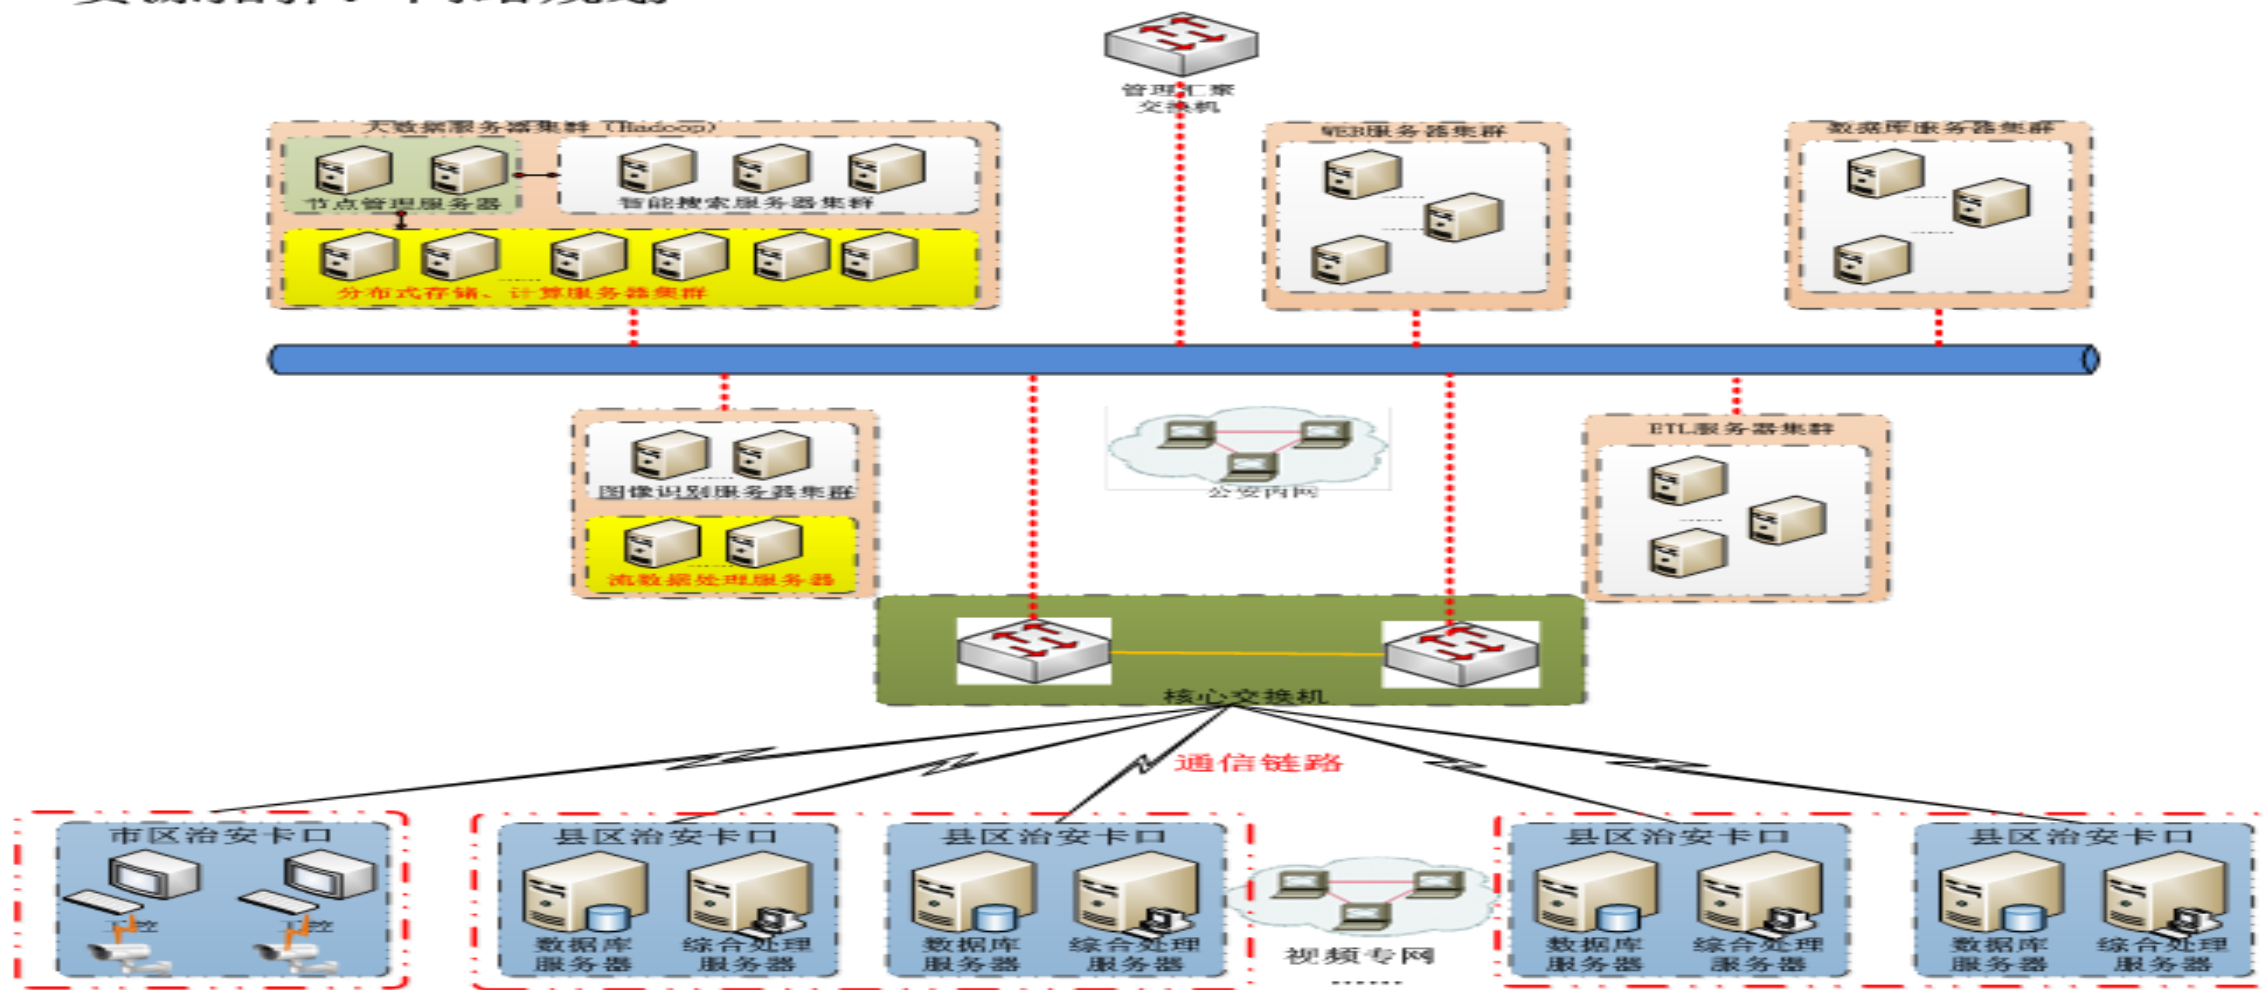 管理汇聚
交换机
大数据服务器集群（Hadoop）
WEB服务器集群
数据库服务器集群
节点管理服务器
智能搜索服务器集群
分布式存储、计算服务器集群
图像识别服务器集群
流数据处理服务器
公安内网
ETL服务器集群
核心交换机
通信链路
市区治安卡口
县区治安卡口
县区治安卡口
县区治安卡口
县区治安卡口
工控
工控
数据库
服务器
综合处理
服务器
数据库
服务器
综合处理
服务器
视频专网
......
数据库
服务器
综合处理
服务器
数据库
服务器
综合处理
服务器